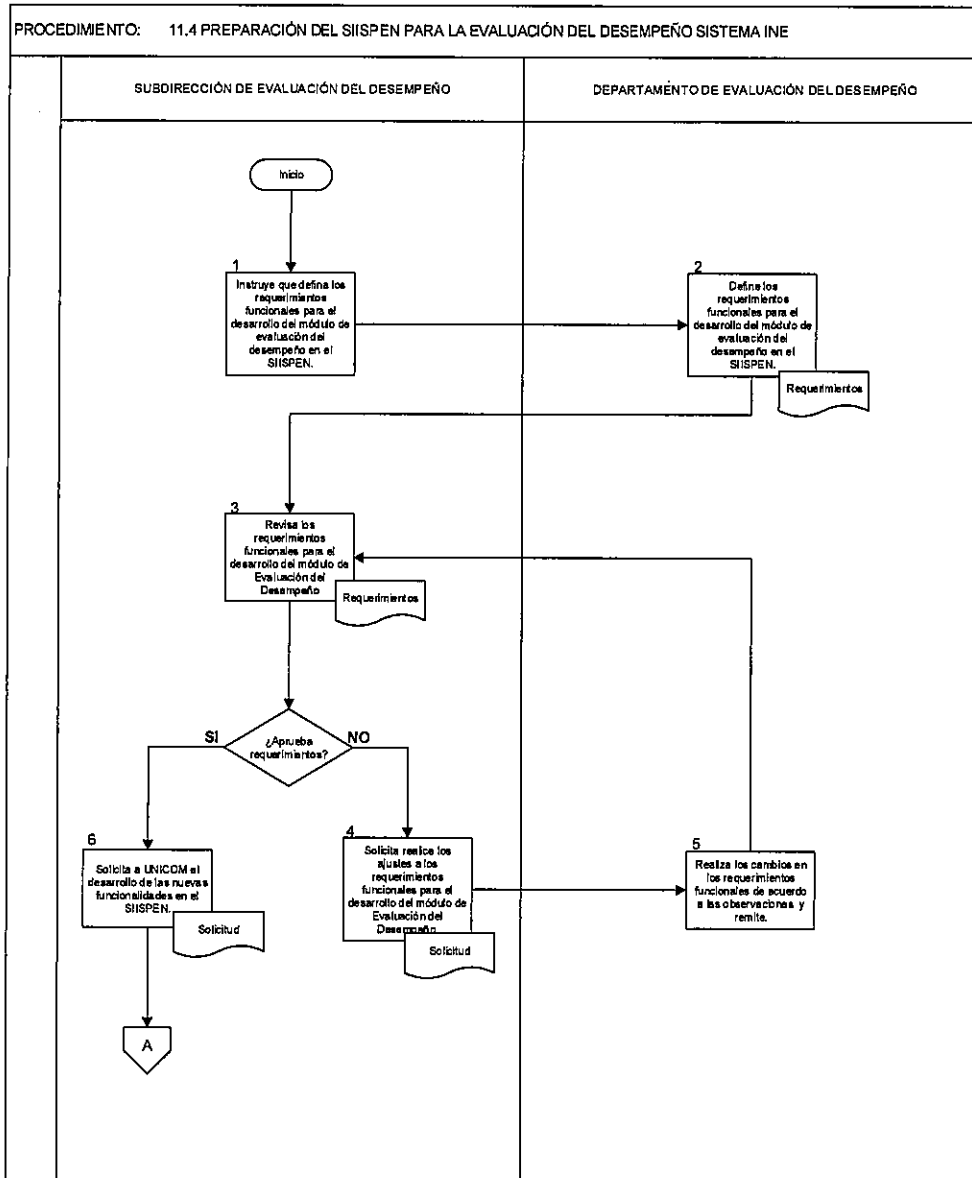 PROCEDIMIENTO: 11.4 PREPARACIÓN DEL SIISPEN PARA LA EVALUACIÓN DEL DESEMPEÑO SISTEMA INE
SUBDIRECCIÓN DE EVALUACIÓN DEL DESEMPEÑO
DEPARTAMENTO DE EVALUACIÓN DEL DESEMPEÑO
Inicio
1
Instruye que defina los
requerimientos
funcionales para el
desarrollo del módulo de
evaluación del
desempeño en el
SIISPEN.
2
Define los
requerimientos
funcionales para el
desarrollo del módulo de
evaluación del
desempeño en el
SIISPEN.
Requerimientos
3
Revisa los
requerimientos
funcionales para el
desarrollo del módulo de
Evaluación del
Desempeño
Requerimientos
¿Aprueba
requerimientos?
SI
NO
6
Solicita a UNICOM el
desarrollo de las nuevas
funcionalidades en el
SIISPEN.
Solicitud
4
Solicita realice los
ajustes a los
requerimientos
funcionales para el
desarrollo del módulo de
Evaluación del
Desempeño
Solicitud
5
Realiza los cambios en
los requerimientos
funcionales de acuerdo
a las observaciones y
remite.
A